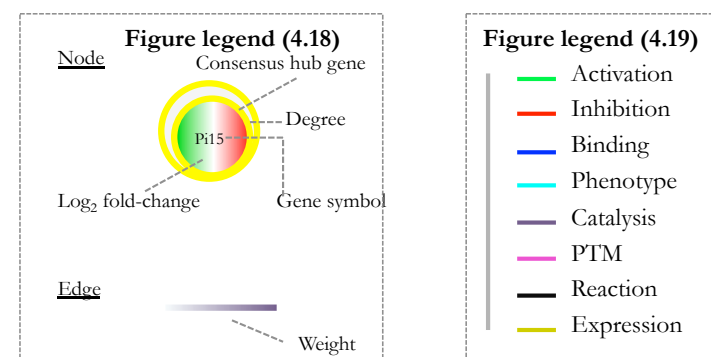 Figure legend (4.18)
Node
Consensus hub gene
Degree
Pi15
Log₂ fold-change
Gene symbol
Edge
Weight
Figure legend (4.19)
Activation
Inhibition
Binding
Phenotype
Catalysis
PTM
Reaction
Expression